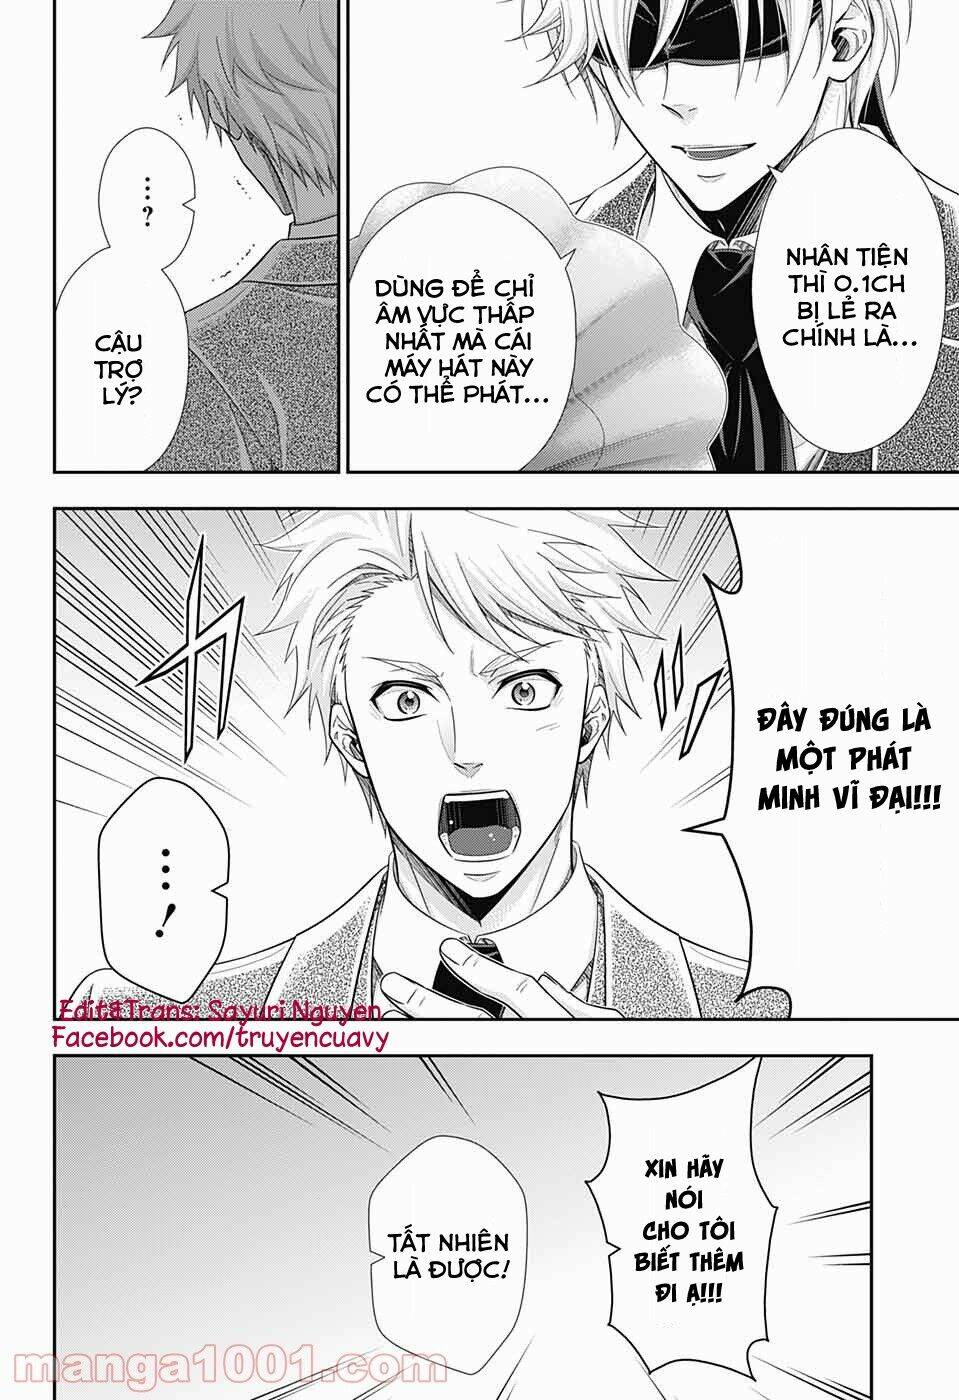 NHÂN TIỆN
THÌ 0.1CH
BỊ LẺ RA
CHÍNH LÀ...
DÙNG ĐỂ CHỈ
ÂM VỰC THẤP
NHẤT MÀ CÁI
MÁY HÁT NÀY
CÓ THỂ PHÁT...
...?
CẬU
TRỢ
LÝ?
ĐÂY ĐÚNG LÀ
MỘT PHÁT
MINH VĨ ĐẠI!!!
...!
Edit&Trans: Sayuri Nguyen
Facebook.com/truyencuavy
XIN HÃY
NÓI
CHO TÔI
BIẾT THÊM
ĐI Ạ!!!
TẤT NHIÊN
LÀ ĐƯỢC!
manga1001.com